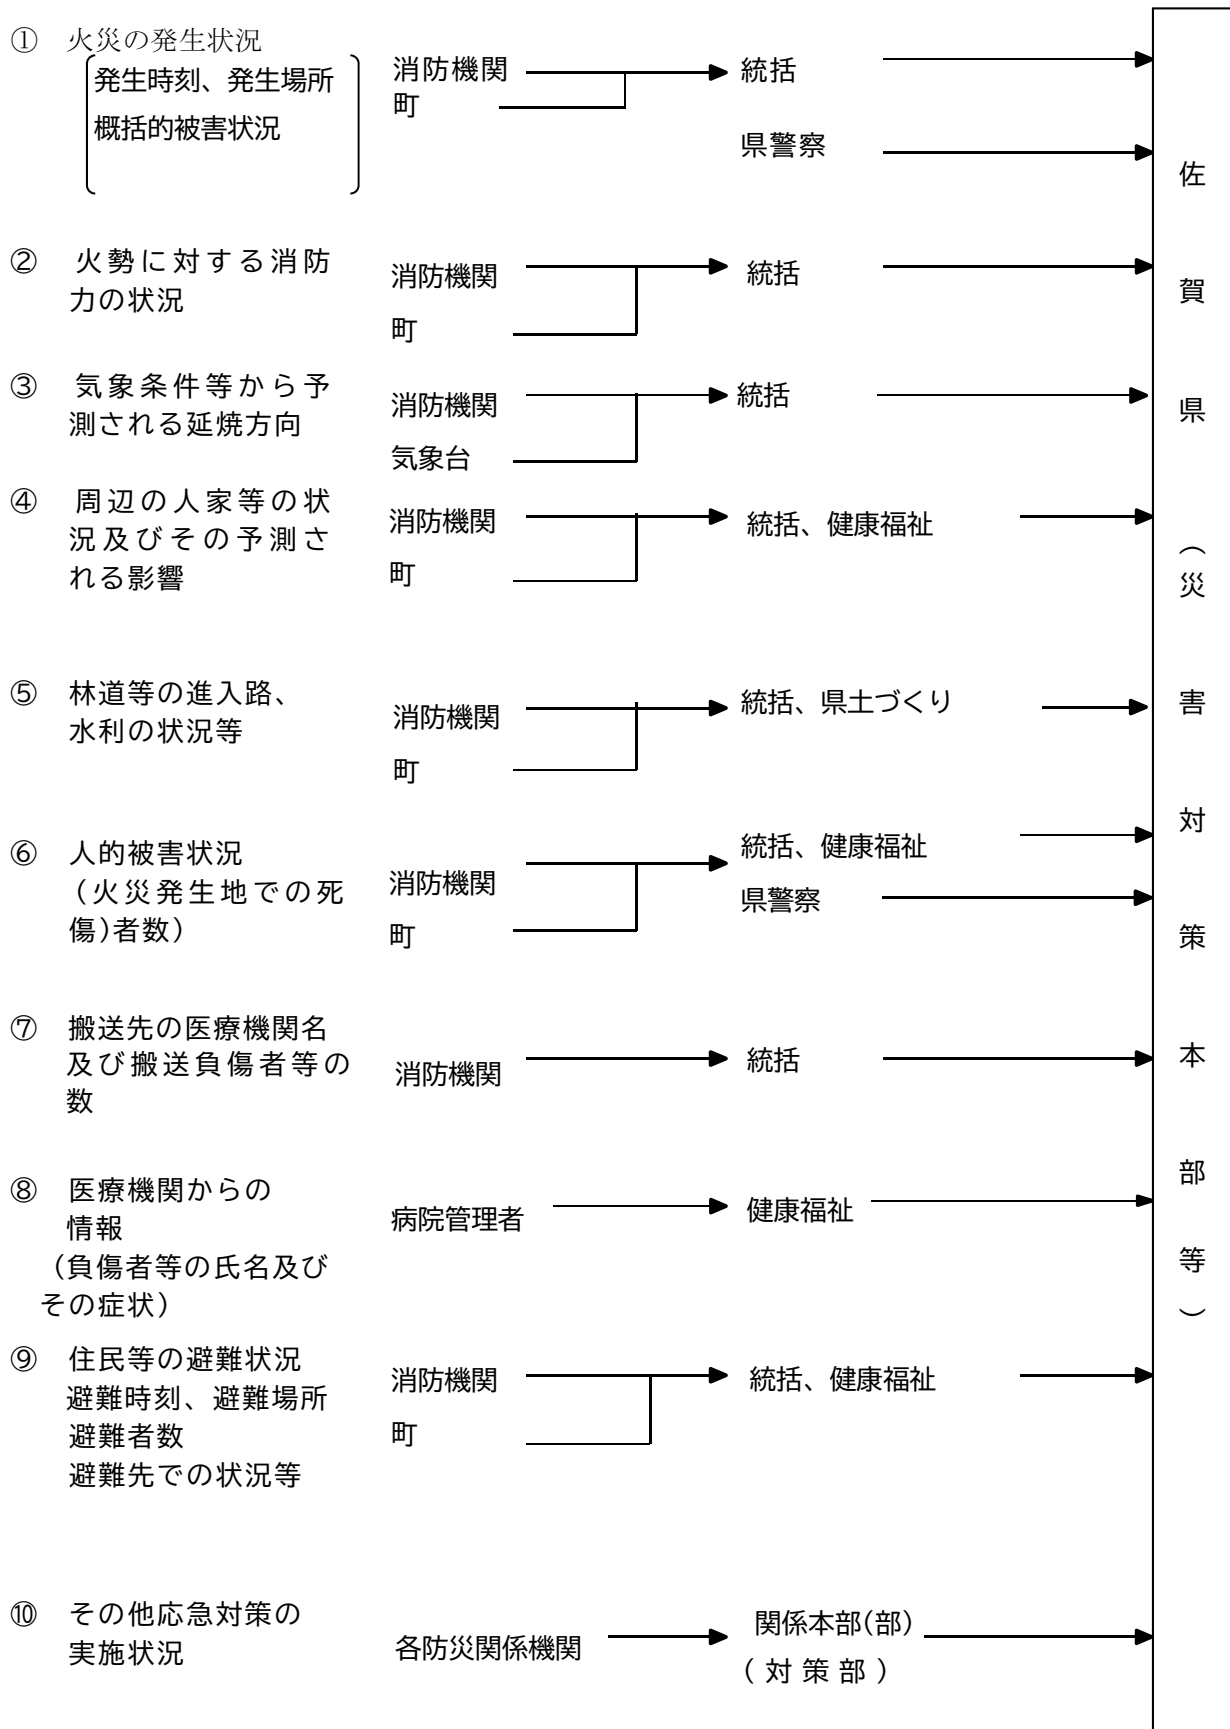 ① 火災の発生状況
発生時刻、発生場所
概括的被害状況
消防機関
町
統括
県警察
② 火勢に対する消防
力の状況
消防機関
町
統括
③ 気象条件等から予
測される延焼方向
消防機関
気象台
統括
④ 周辺の人家等の状
況及びその予測さ
れる影響
消防機関
町
統括、健康福祉
⑤ 林道等の進入路、
水利の状況等
消防機関
町
統括、県土づくり
⑥ 人的被害状況
（火災発生地での死
傷)者数）
消防機関
町
統括、健康福祉
県警察
⑦ 搬送先の医療機関名
及び搬送負傷者等の
数
消防機関
統括
⑧ 医療機関からの
情報
（負傷者等の氏名及び
その症状）
病院管理者
健康福祉
⑨ 住民等の避難状況
避難時刻、避難場所
避難者数
避難先での状況等
消防機関
町
統括、健康福祉
⑩ その他応急対策の
実施状況
各防災関係機関
関係本部(部)
（対策部）
佐賀県（災害対策本部等）